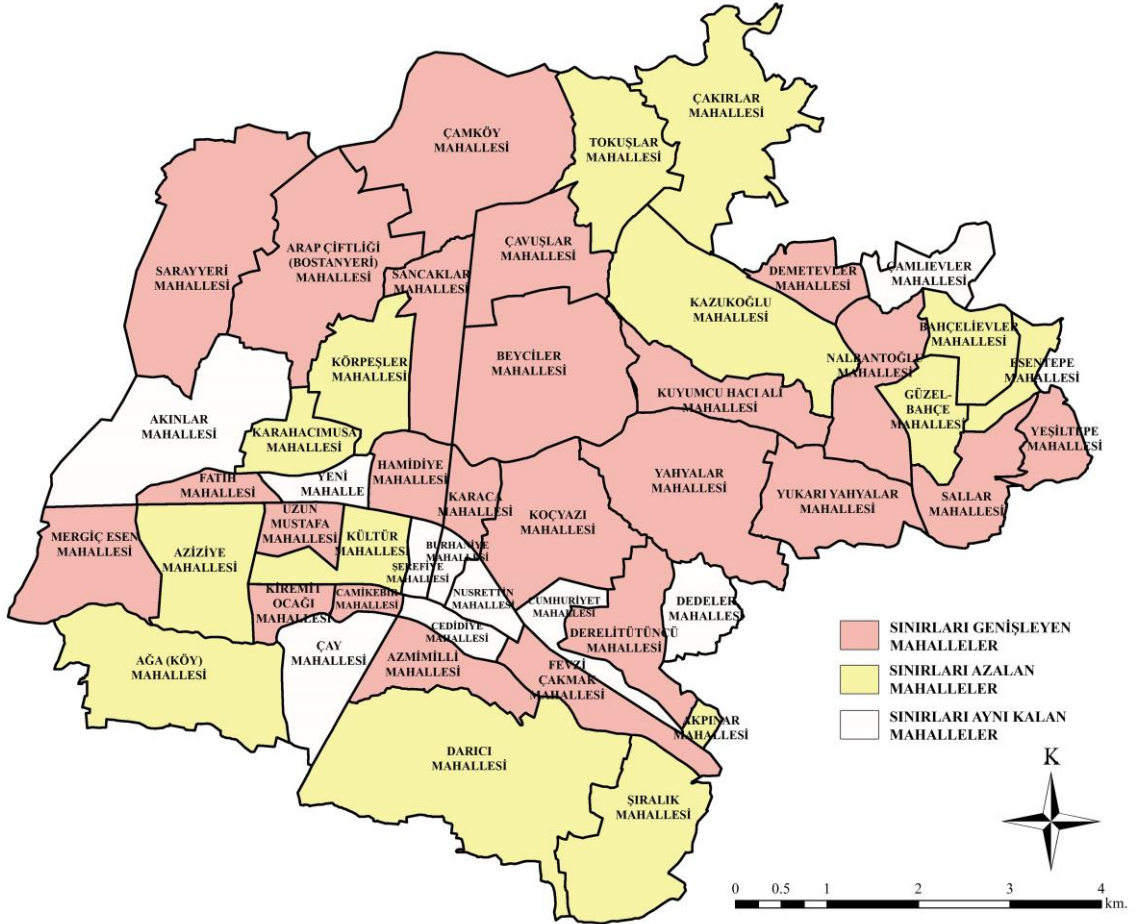 ÇAKIRLAR
MAHALLESİ
ÇAMKÖY
MAHALLESİ
TOKUŞLAR
MAHALLESİ
ARAP ÇİFTLİĞİ
(BOSTANYERİ)
MAHALLESİ
ÇAVUŞLAR
MAHALLESİ
SARAYYERİ
MAHALLESİ
SANCAKLAR
MAHALLESİ
DEMETEVLER
MAHALLESİ
ÇAMLIEVLER
MAHALLESİ
KAZUKOĞLU
MAHALLESİ
BAHÇELİEVLER
MAHALLESİ
KÖRPEŞLER
MAHALLESİ
BEYCİLER
MAHALLESİ
NALBANTOĞLU
MAHALLESİ
ESENTEPE
MAHALLESİ
KUYUMCU HACI ALİ
MAHALLESİ
GÜZEL-
BAHÇE
MAHALLESİ
AKINLAR
MAHALLESİ
KARAHACIMUSA
MAHALLESİ
YEŞİLTEPE
MAHALLESİ
FATIH
MAHALLESİ
YENİ
MAHALLE
HAMİDİYE
MAHALLESİ
YAHYALAR
MAHALLESİ
KARACA
MAHALLESİ
KOÇYAZI
MAHALLESİ
YUKARI YAHYALAR
MAHALLESİ
SALLAR
MAHALLESİ
MERGİÇ ESEN
MAHALLESİ
AZİZİYE
MAHALLESİ
UZUN
MUSTAFA
MAHALLESİ
KÜLTÜR
MAHALLESİ
BURHANİYE
MAHALLESİ
ŞEREFİYE
MAHALLESİ
KİREMİT
OCAĞI
MAHALLESİ
CAMİKEBİR
MAHALLESİ
NUSRETTİN
MAHALLESİ
CUMHURİYET
MAHALLESİ
DEDELER
MAHALLESİ
ÇEDİDİYE
MAHALLESİ
DERELİTÜTÜNCÜ
MAHALLESİ
ÇAY
MAHALLESİ
AĞA (KÖY)
MAHALLESİ
AZMİMİLLİ
MAHALLESİ
FEVZİ
ÇAKMAK
MAHALLESİ
AKPINAR
MAHALLESİ
DARICI
MAHALLESİ
ŞIRALIK
MAHALLESİ
SINIRLARI GENİŞLEYEN
MAHALLELER
SINIRLARI AZALAN
MAHALLELER
SINIRLARI AYNI KALAN
MAHALLELER
K
0 0.5 1 2 3 4
km.